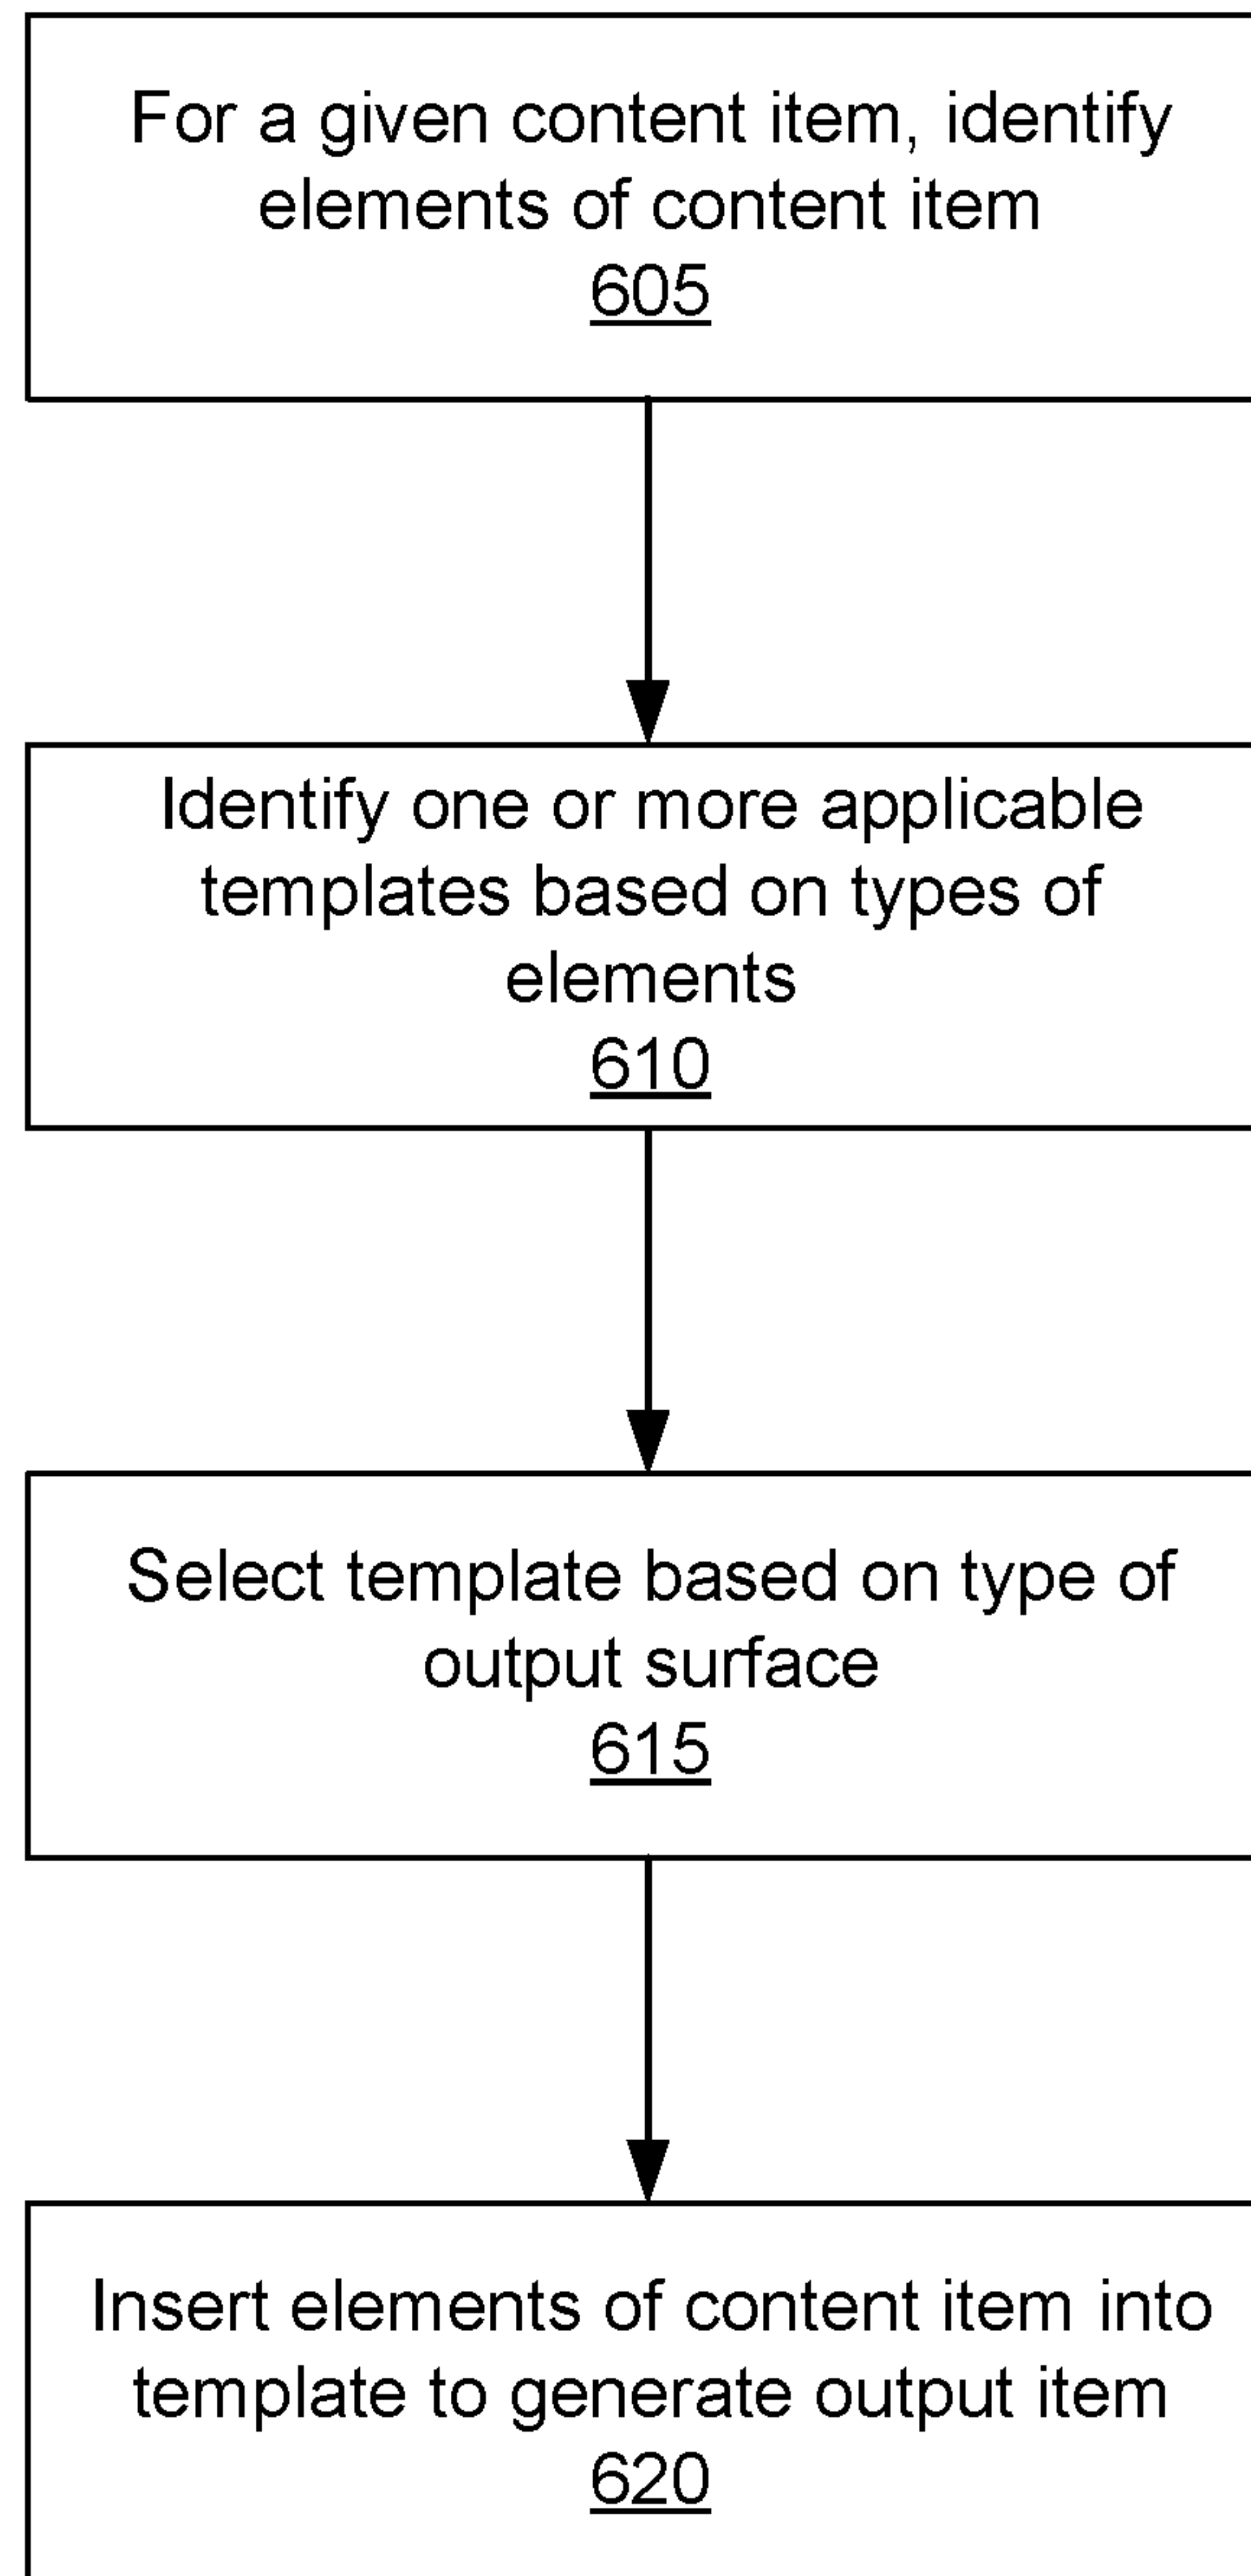 For a given content item, identify
elements of content item
605
Identify one or more applicable
templates based on types of
elements
610
Select template based on type of
output surface
615
Insert elements of content item into
template to generate output item
620